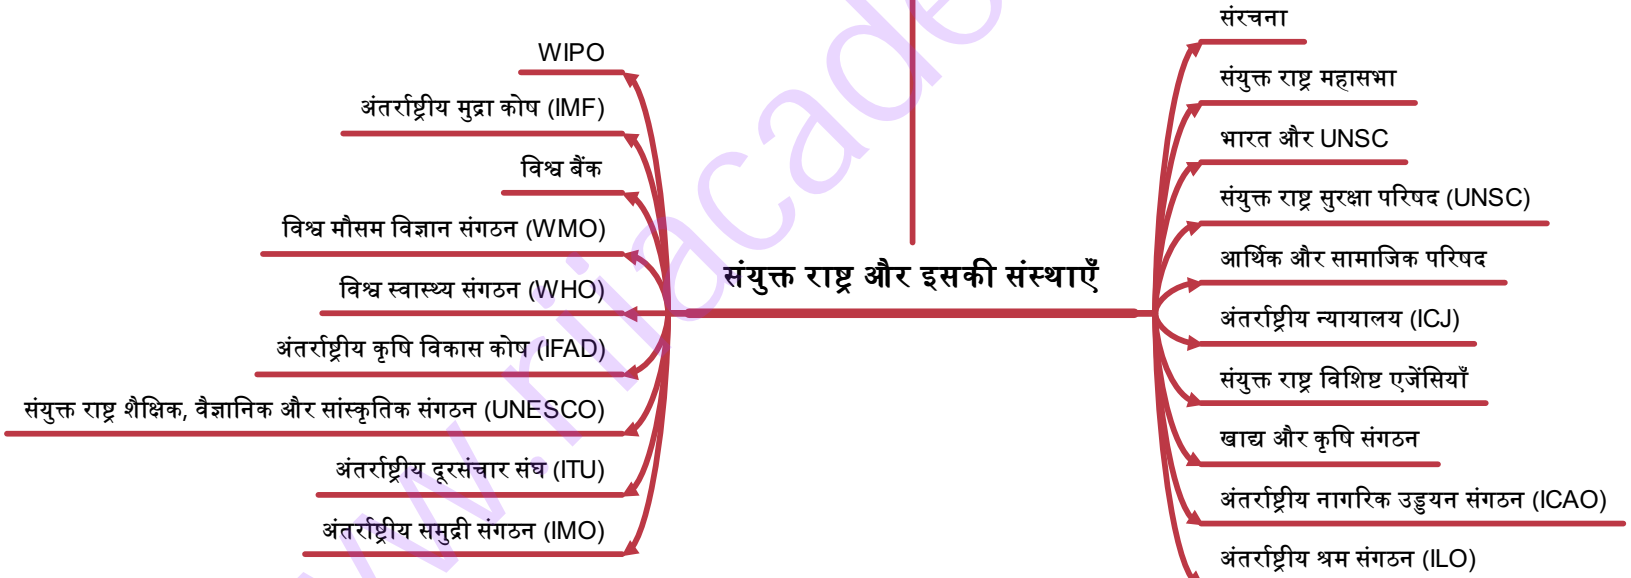 संयुक्त राष्ट्र और इसकी संस्थाएँ
संरचना
संयुक्त राष्ट्र महासभा
भारत और UNSC
संयुक्त राष्ट्र सुरक्षा परिषद (UNSC)
आर्थिक और सामाजिक परिषद
अंतर्राष्ट्रीय न्यायालय (ICJ)
संयुक्त राष्ट्र विशिष्ट एजेंसियाँ
खाद्य और कृषि संगठन
अंतर्राष्ट्रीय नागरिक उड्डयन संगठन (ICAO)
अंतर्राष्ट्रीय श्रम संगठन (ILO)
WIPO
अंतर्राष्ट्रीय मुद्रा कोष (IMF)
विश्व बैंक
विश्व मौसम विज्ञान संगठन (WMO)
विश्व स्वास्थ्य संगठन (WHO)
अंतर्राष्ट्रीय कृषि विकास कोष (IFAD)
संयुक्त राष्ट्र शैक्षिक, वैज्ञानिक और सांस्कृतिक संगठन (UNESCO)
अंतर्राष्ट्रीय दूरसंचार संघ (ITU)
अंतर्राष्ट्रीय समुद्री संगठन (IMO)